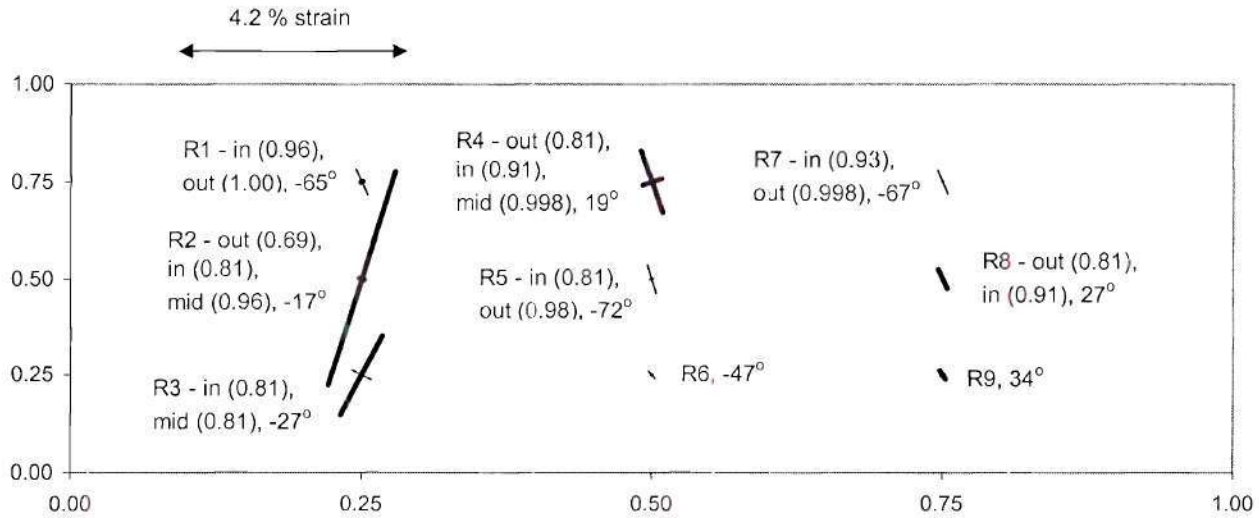 4.2 % strain
1.00
R1 - in (0.96),
out (1.00), -65°
R4 - out (0.81),
in (0.91),
mid (0.998), 19°
R7 - in (0.93),
out (0.998), -67°
0.75
R2 - out (0.69),
in (0.81),
mid (0.96), -17°
R5 - in (0.81),
out (0.98), -72°
R8 - out (0.81),
in (0.91), 27°
0.50
R3 - in (0.81),
mid (0.81), -27°
R6, -47°
R9, 34°
0.25
0.00
0.00 0.25 0.50 0.75 1.00